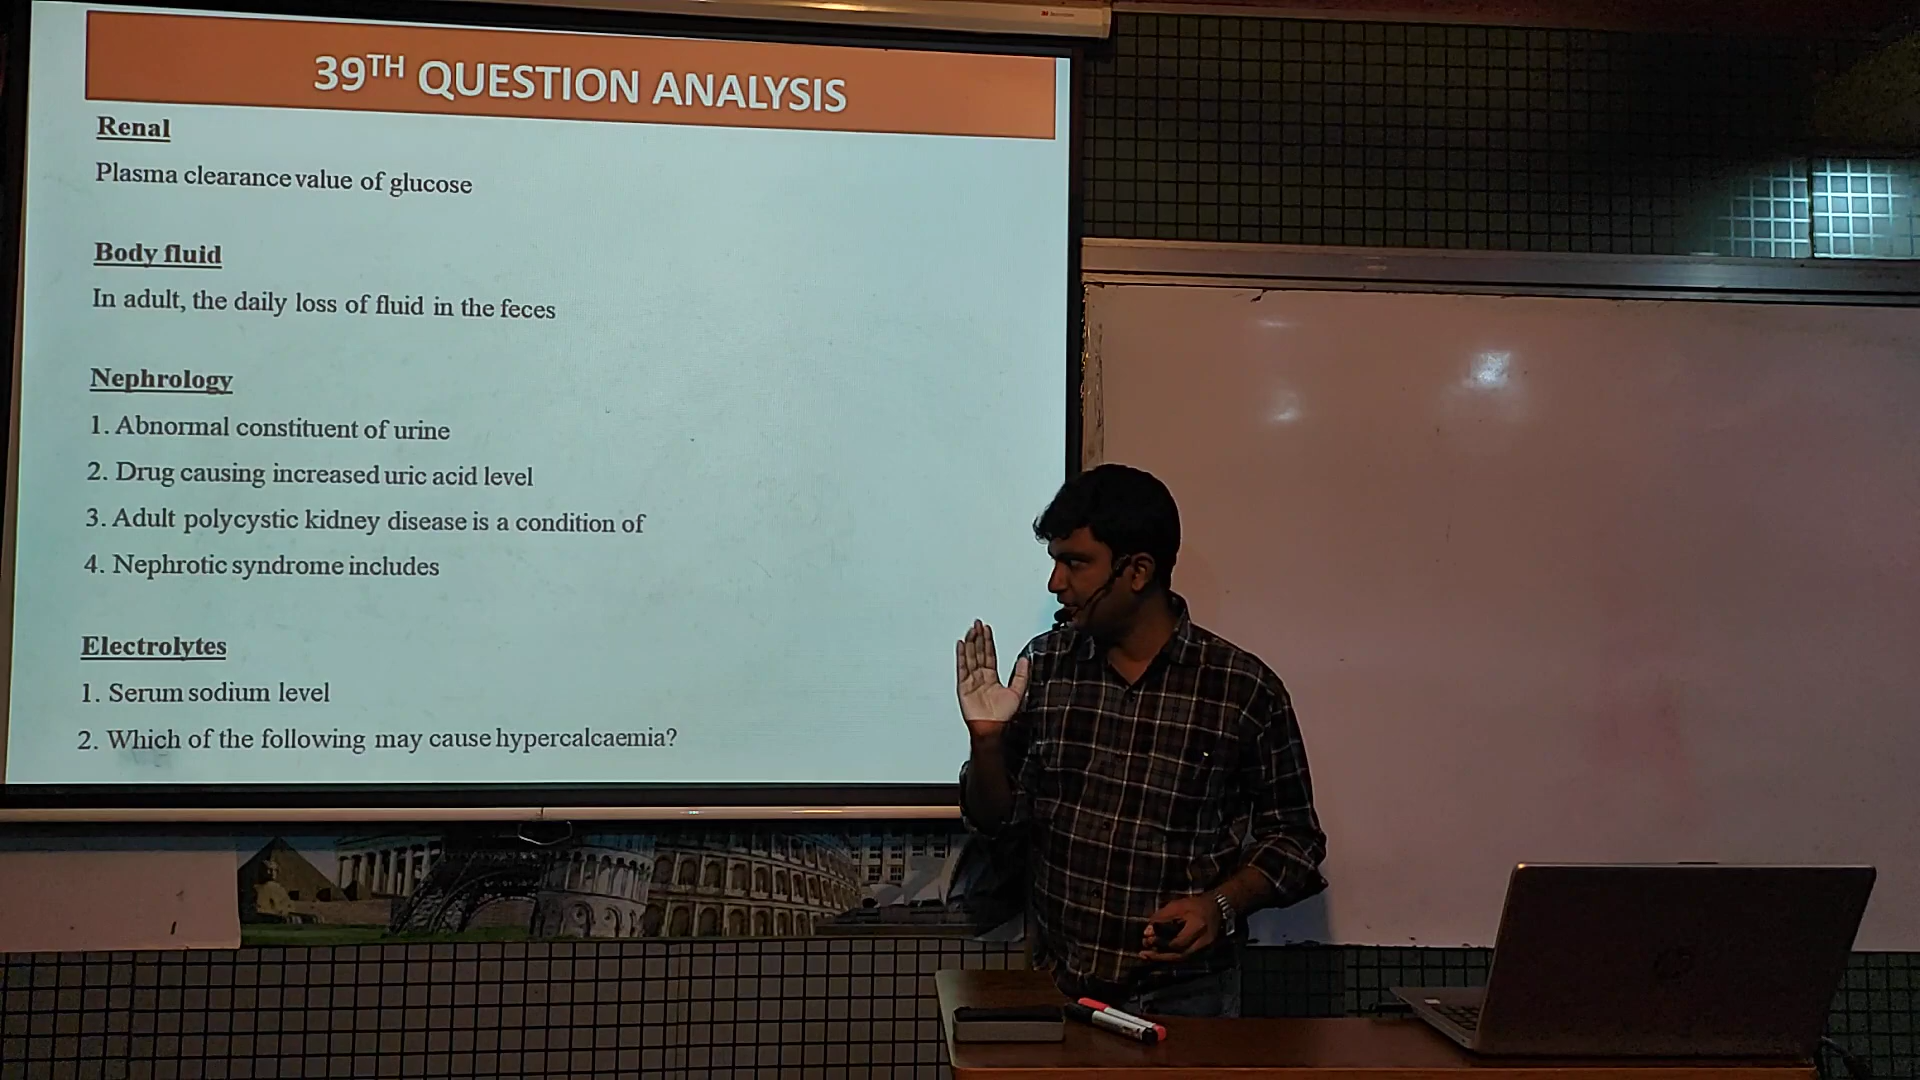 39TH QUESTION ANALYSIS
Renal
Plasma clearance value of glucose
Body fluid
In adult, the daily loss of fluid in the feces
Nephrology
1. Abnormal constituent of urine
2. Drug causing increased uric acid level
3. Adult polycystic kidney disease is a condition of
4. Nephrotic syndrome includes
Electrolytes
1. Serum sodium level
2. Which of the following may cause hypercalcaemia?